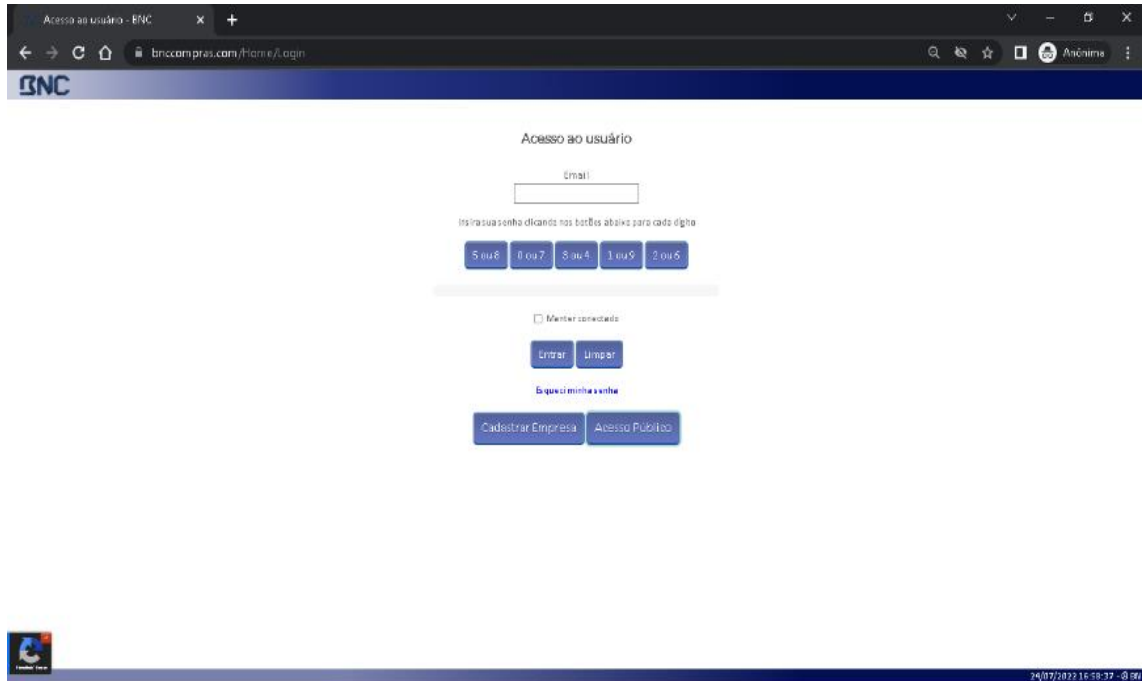 Acesso ao usuário - BNC
bnccompras.com/Home/Login
Anônima
BNC
Acesso ao usuário
Email
Insira sua senha clicando nos botões abaixo para cada dígito
5 ou 8 0 ou 7 3 ou 4 1 ou 9 2 ou 6
Manter conectado
Entrar Limpar
Esqueci minha senha
Cadastrar Empresa Acesso Público